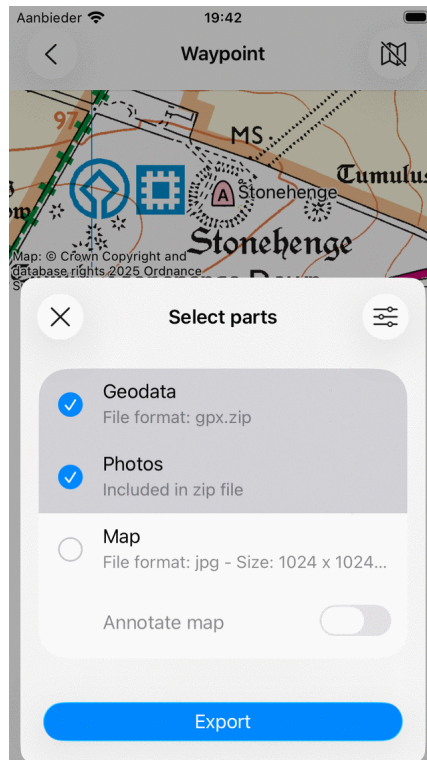 Aanbieder 19:42
Waypoint
97
MS.
Tumulus
A Stonehenge
Stonehenge
Map: © Crown Copyright and
database rights 2025 Ordnance
Down
Select parts
Geodata
File format: gpx.zip
Photos
Included in zip file
Map
File format: jpg - Size: 1024 x 1024...
Annotate map
Export